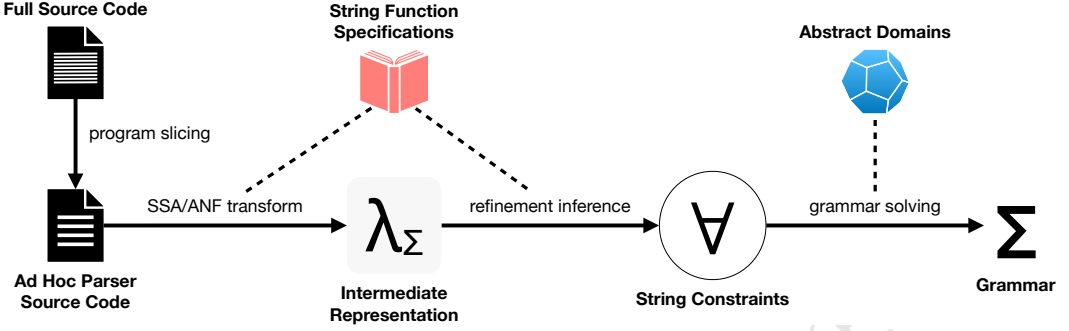 Full Source Code
String Function
Specifications
Abstract Domains
program slicing
SSA/ANF transform
λΣ
refinement inference
∀
grammar solving
Σ
Ad Hoc Parser
Source Code
Intermediate
Representation
String Constraints
Grammar